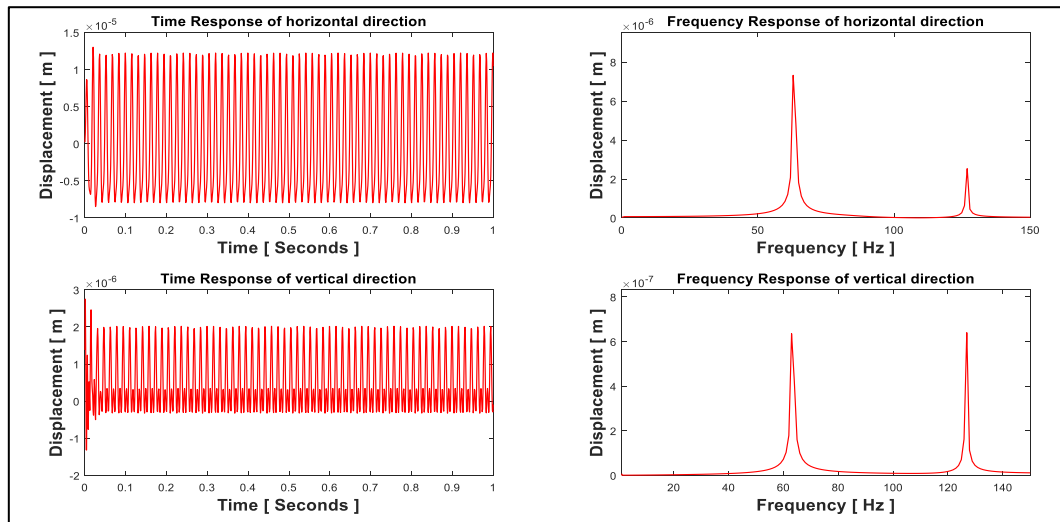 Time Response of horizontal direction
×10^-5
1.5
1
0.5
0
-0.5
-1
Displacement [ m ]
0 0.1 0.2 0.3 0.4 0.5 0.6 0.7 0.8 0.9 1
Time [ Seconds ]
Frequency Response of horizontal direction
×10^-6
8
6
4
2
0
Displacement [ m ]
0 50 100 150
Frequency [ Hz ]
Time Response of vertical direction
×10^-6
3
2
1
0
-1
-2
Displacement [ m ]
0 0.1 0.2 0.3 0.4 0.5 0.6 0.7 0.8 0.9 1
Time [ Seconds ]
Frequency Response of vertical direction
×10^-7
8
6
4
2
0
Displacement [ m ]
20 40 60 80 100 120 140
Frequency [ Hz ]